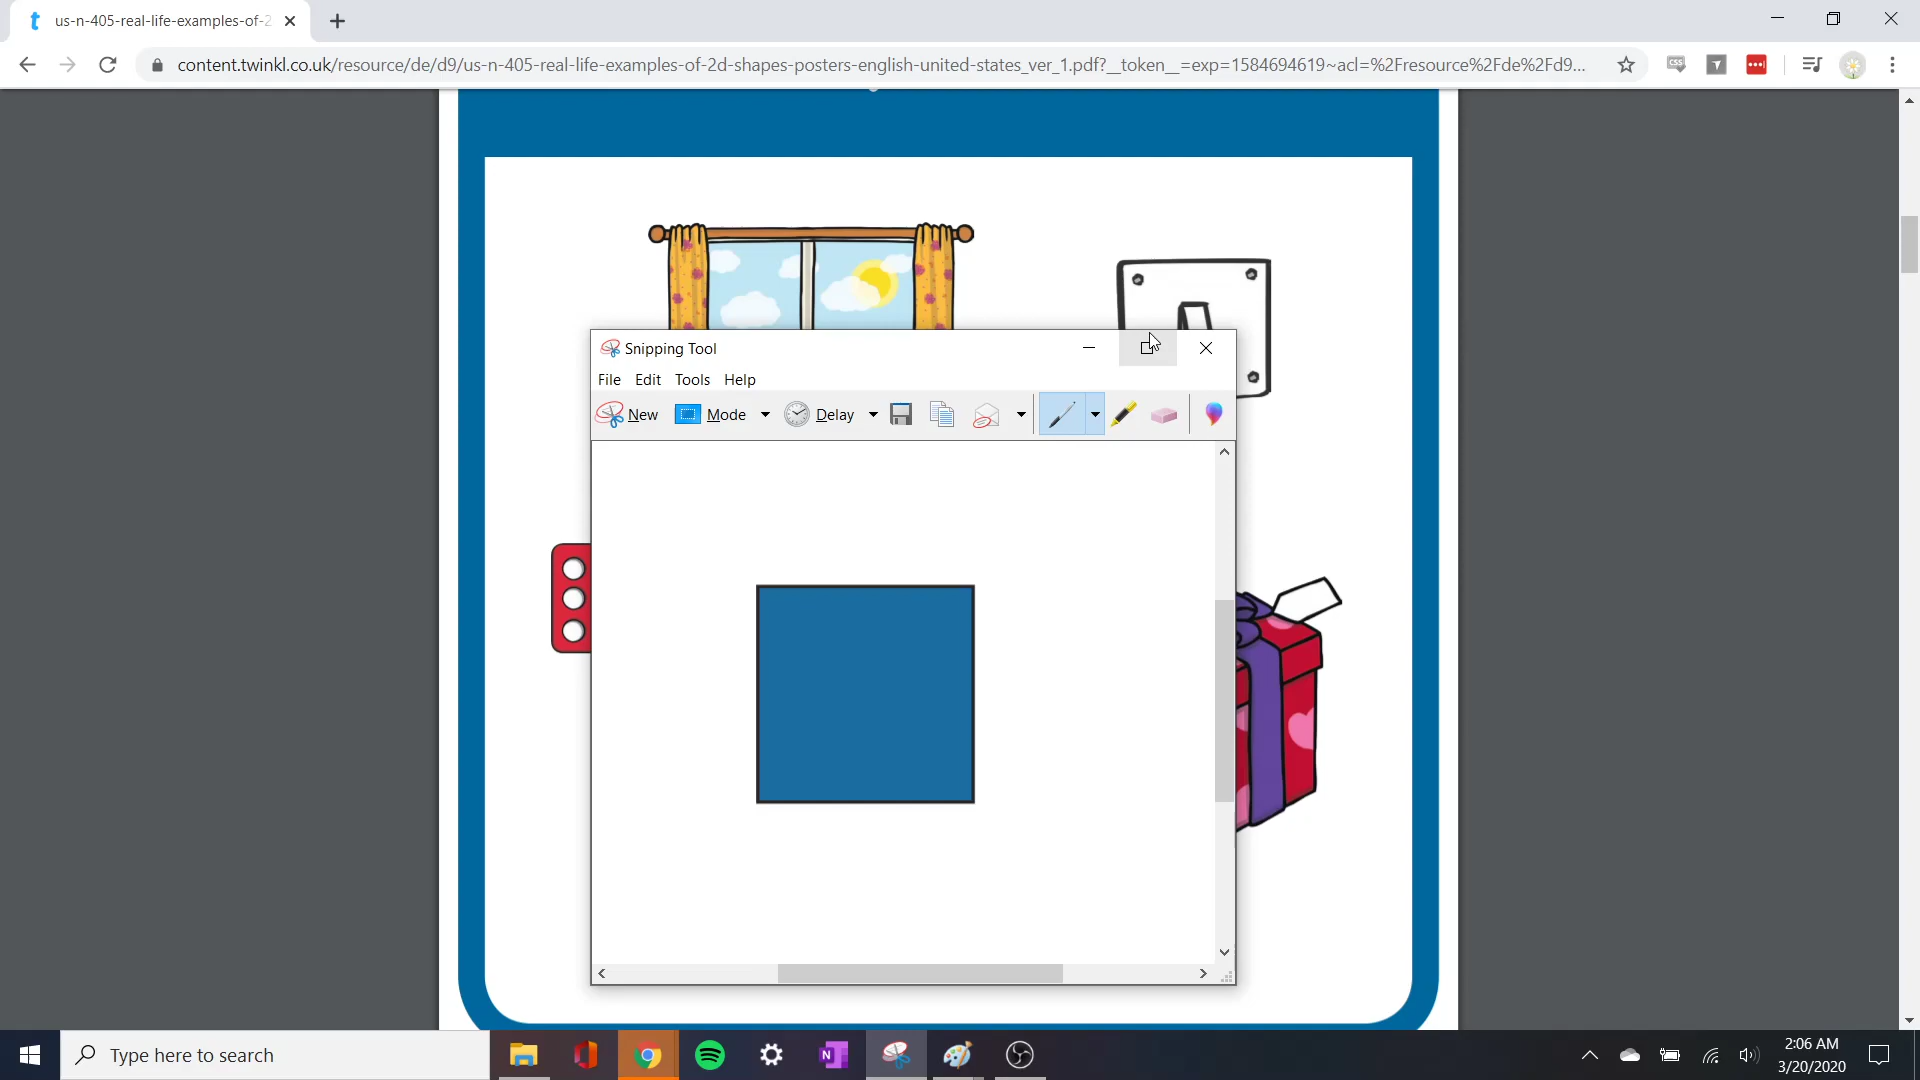 us-n-405-real-life-examples-of-2
content.twinkl.co.uk/resource/de/d9/us-n-405-real-life-examples-of-2d-shapes-posters-english-united-states_ver_1.pdf?__token__=exp=1584694619~acl=%2Fresource%2Fde%2Fd9...
Snipping Tool
File Edit Tools Help
New Mode Delay
Type here to search
2:06 AM
3/20/2020